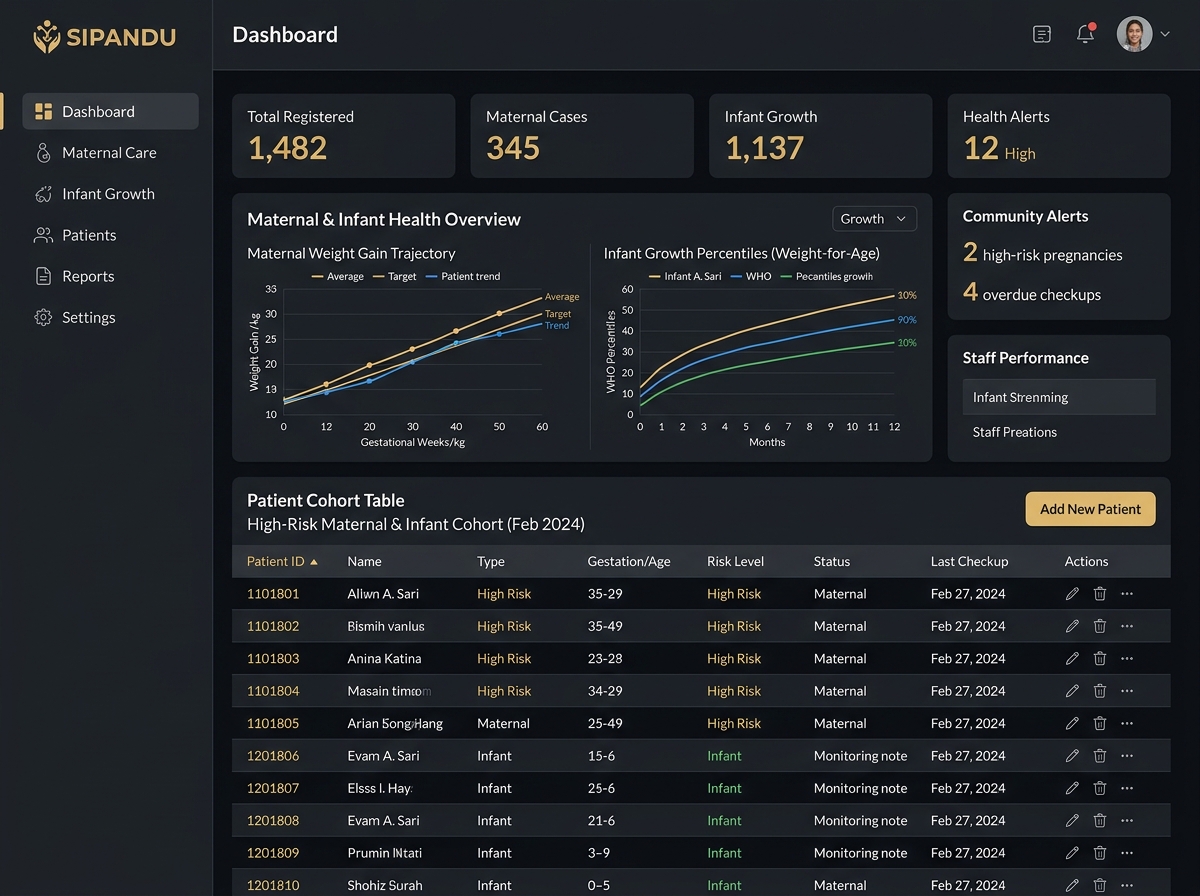 SIPANDU
Dashboard
Dashboard
Maternal Care
Infant Growth
Patients
Reports
Settings
Total Registered
1,482
Maternal Cases
345
Infant Growth
1,137
Health Alerts
12 High
Maternal & Infant Health Overview
Growth
Maternal Weight Gain Trajectory
Average Target Patient trend
35
30
25
20
13
10
Weight Goin /kg
0 12 20 30 40 50 60
Gestational Weeks/kg
Average
Target
Trend
Infant Growth Percentiles (Weight-for-Age)
Infant A. Sari WHO Pecantiles growth
60
50
40
30
20
10
0
WHO Percentiles
0 1 2 3 4 5 6 7 8 9 10 11 12
Months
10%
90%
20%
Community Alerts
2 high-risk pregnancies
4 overdue checkups
Staff Performance
Infant Strenming
Staff Preations
Patient Cohort Table
High-Risk Maternal & Infant Cohort (Feb 2024)
Add New Patient
Patient ID Name Type Gestation/Age Risk Level Status Last Checkup Actions
1101801 Aliwn A. Sari High Risk 35-29 High Risk Maternal Feb 27, 2024
1101802 Bismih vanlus High Risk 35-49 High Risk Maternal Feb 27, 2024
1101803 Anina Katina High Risk 23-28 High Risk Maternal Feb 27, 2024
1101804 Masain High Risk 34-29 High Risk Maternal Feb 27, 2024
1101805 Arian Maternal 25-49 High Risk Maternal Feb 27, 2024
1201806 Evam A. Sari Infant 15-6 Infant Monitoring note Feb 27, 2024
1201807 Elsss I. Hay Infant 25-6 Infant Monitoring note Feb 27, 2024
1201808 Evam A. Sari Infant 21-6 Infant Monitoring note Feb 27, 2024
1201809 Prumin Infant 3-9 Infant Monitoring note Feb 27, 2024
1201810 Shohiz Surah Infant 0-5 Infant Maternal Feb 27, 2024